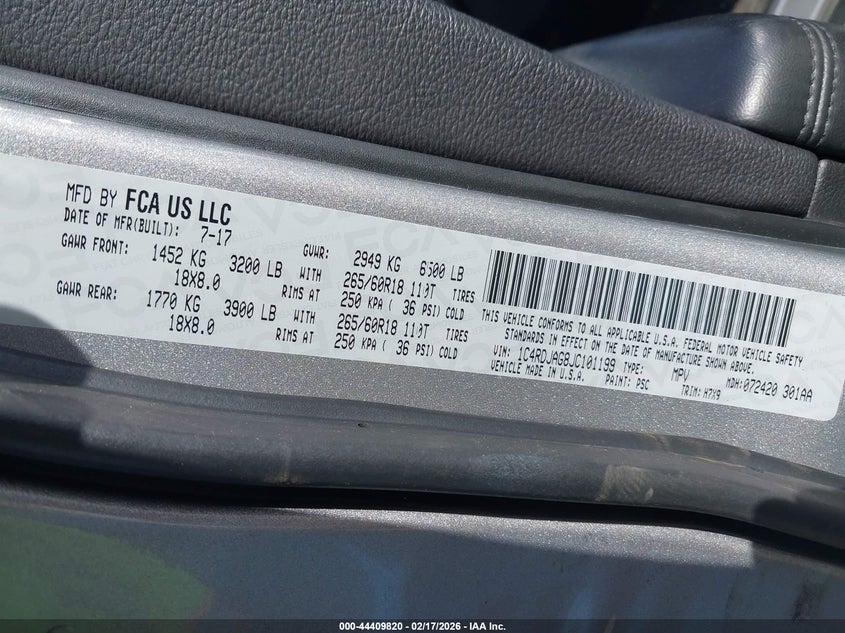 MFD BY FCA US LLC
DATE OF MFR(BUILT): 7-17
GVWR: 2949 KG 6500 LB
GAWR FRONT: 1452 KG 3200 LB WITH 265/60R18 110T TIRES
18X8.0 RIMS AT 250 KPA ( 36 PSI) COLD
GAWR REAR: 1770 KG 3900 LB WITH 265/60R18 110T TIRES
18X8.0 RIMS AT 250 KPA ( 36 PSI) COLD
THIS VEHICLE CONFORMS TO ALL APPLICABLE U.S.A. FEDERAL MOTOR VEHICLE SAFETY
STANDARDS IN EFFECT ON THE DATE OF MANUFACTURE SHOWN ABOVE.
VIN: 1C4RDJAG8JC101199 TYPE: MPV MDH:072420 301AA
VEHICLE MADE IN U.S.A. PAINT: PSC TRIM: H7X9
000-44409820 - 02/17/2026 - IAA Inc.